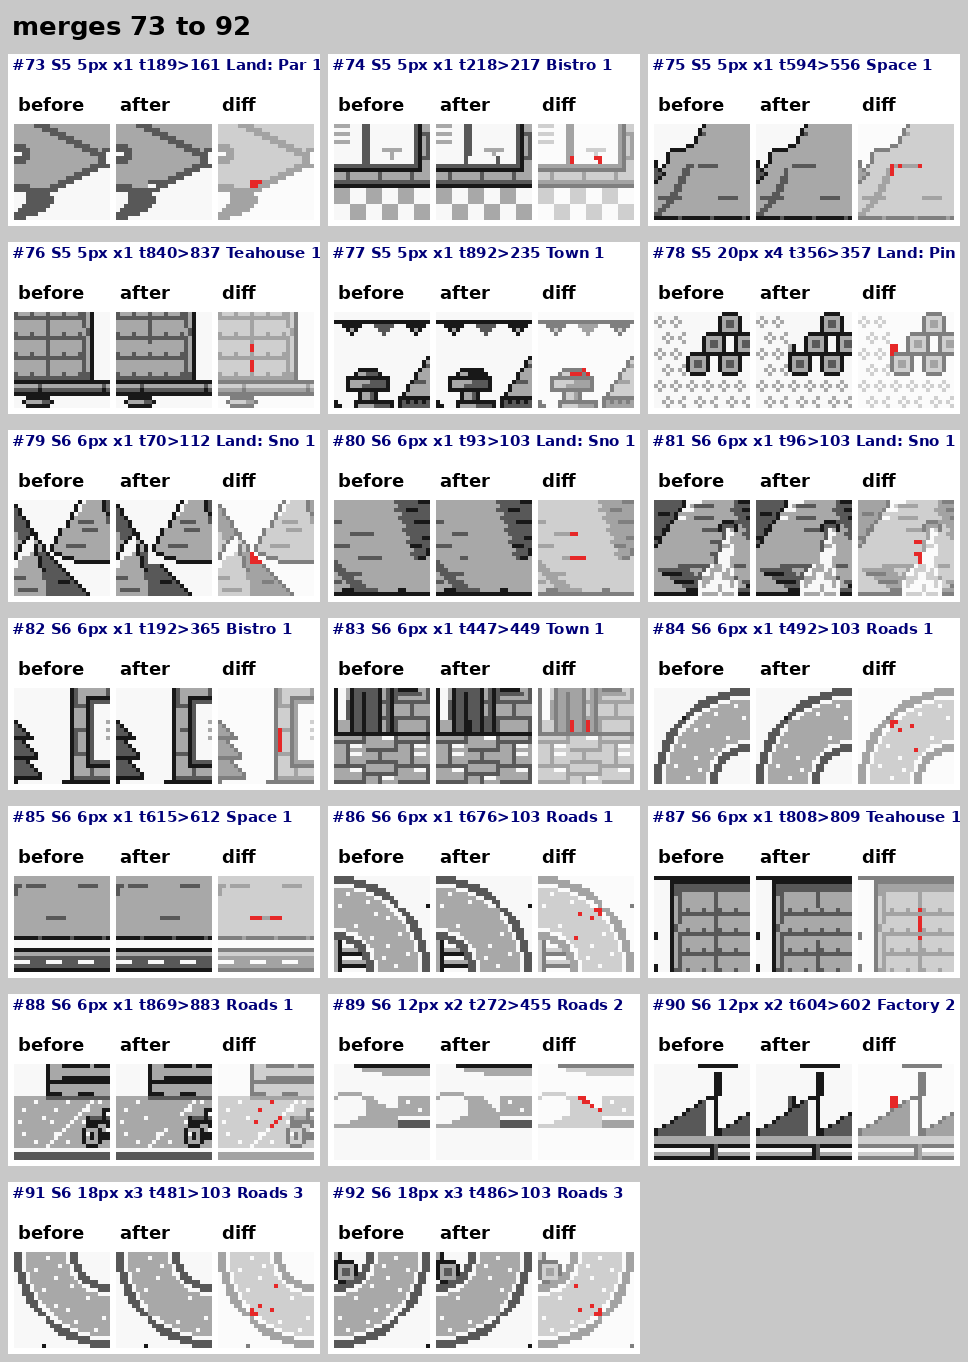 merges 73 to 92
#73 S5 5px x1 t189>161 Land: Par 1
before after diff
#74 S5 5px x1 t218>217 Bistro 1
before after diff
#75 S5 5px x1 t594>556 Space 1
before after diff
#76 S5 5px x1 t840>837 Teahouse 1
before after diff
#77 S5 5px x1 t892>235 Town 1
before after diff
#78 S5 20px x4 t356>357 Land: Pin
before after diff
#79 S6 6px x1 t70>112 Land: Sno 1
before after diff
#80 S6 6px x1 t93>103 Land: Sno 1
before after diff
#81 S6 6px x1 t96>103 Land: Sno 1
before after diff
#82 S6 6px x1 t192>365 Bistro 1
before after diff
#83 S6 6px x1 t447>449 Town 1
before after diff
#84 S6 6px x1 t492>103 Roads 1
before after diff
#85 S6 6px x1 t615>612 Space 1
before after diff
#86 S6 6px x1 t676>103 Roads 1
before after diff
#87 S6 6px x1 t808>809 Teahouse 1
before after diff
#88 S6 6px x1 t869>883 Roads 1
before after diff
#89 S6 12px x2 t272>455 Roads 2
before after diff
#90 S6 12px x2 t604>602 Factory 2
before after diff
#91 S6 18px x3 t481>103 Roads 3
before after diff
#92 S6 18px x3 t486>103 Roads 3
before after diff